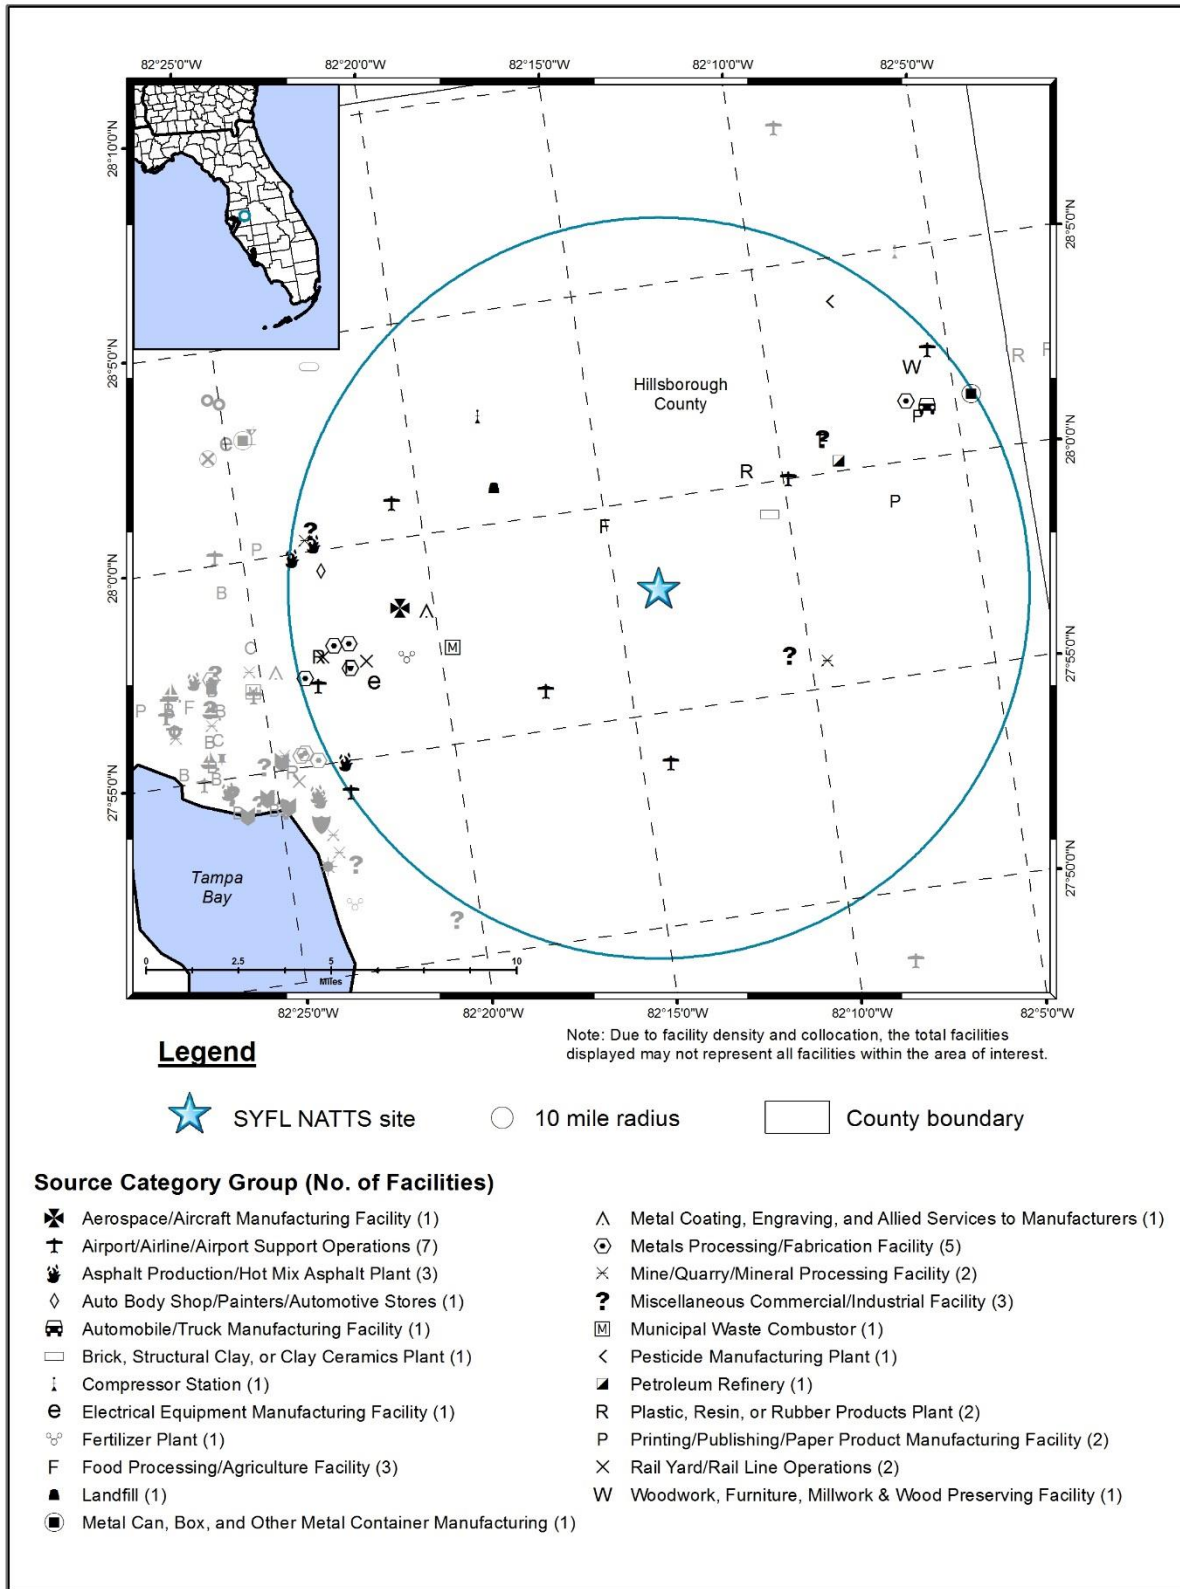 82°25'0"W 82°20'0"W 82°15'0"W 82°10'0"W 82°5'0"W
28°10'0"N
28°5'0"N
28°5'0"N
Hillsborough
County
W
R
F
P
28°0'0"N
e
R
P
F
P
28°0'0"N
B
C
M
27°55'0"N
e
P
F
B
B
B
C
B
R
B
27°55'0"N
27°50'0"N
Tampa
Bay
0 2.5 5 10
Miles
82°25'0"W 82°20'0"W 82°15'0"W 82°10'0"W 82°5'0"W
Note: Due to facility density and collocation, the total facilities
displayed may not represent all facilities within the area of interest.
Legend
SYFL NATTS site 10 mile radius County boundary
Source Category Group (No. of Facilities)
Aerospace/Aircraft Manufacturing Facility (1)
Airport/Airline/Airport Support Operations (7)
Asphalt Production/Hot Mix Asphalt Plant (3)
Auto Body Shop/Painters/Automotive Stores (1)
Automobile/Truck Manufacturing Facility (1)
Brick, Structural Clay, or Clay Ceramics Plant (1)
Compressor Station (1)
e Electrical Equipment Manufacturing Facility (1)
Fertilizer Plant (1)
F Food Processing/Agriculture Facility (3)
Landfill (1)
Metal Can, Box, and Other Metal Container Manufacturing (1)
Metal Coating, Engraving, and Allied Services to Manufacturers (1)
Metals Processing/Fabrication Facility (5)
Mine/Quarry/Mineral Processing Facility (2)
? Miscellaneous Commercial/Industrial Facility (3)
M Municipal Waste Combustor (1)
Pesticide Manufacturing Plant (1)
Petroleum Refinery (1)
R Plastic, Resin, or Rubber Products Plant (2)
P Printing/Publishing/Paper Product Manufacturing Facility (2)
Rail Yard/Rail Line Operations (2)
W Woodwork, Furniture, Millwork & Wood Preserving Facility (1)